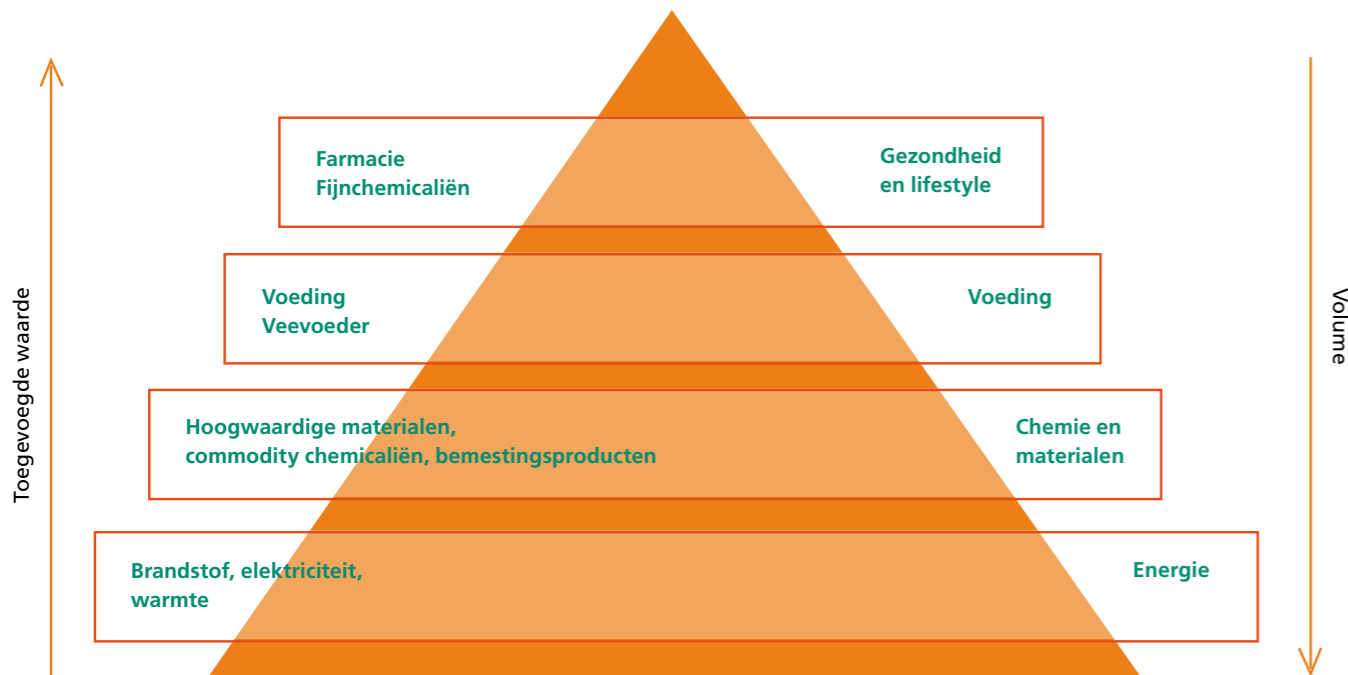 Toegevoegde waarde
Farmacie
Fijnchemicaliën
Gezondheid
en lifestyle
Voeding
Veevoeder
Voeding
Hoogwaardige materialen,
commodity chemicaliën, bemestingsproducten
Chemie en
materialen
Brandstof, elektriciteit,
warmte
Energie
Volume